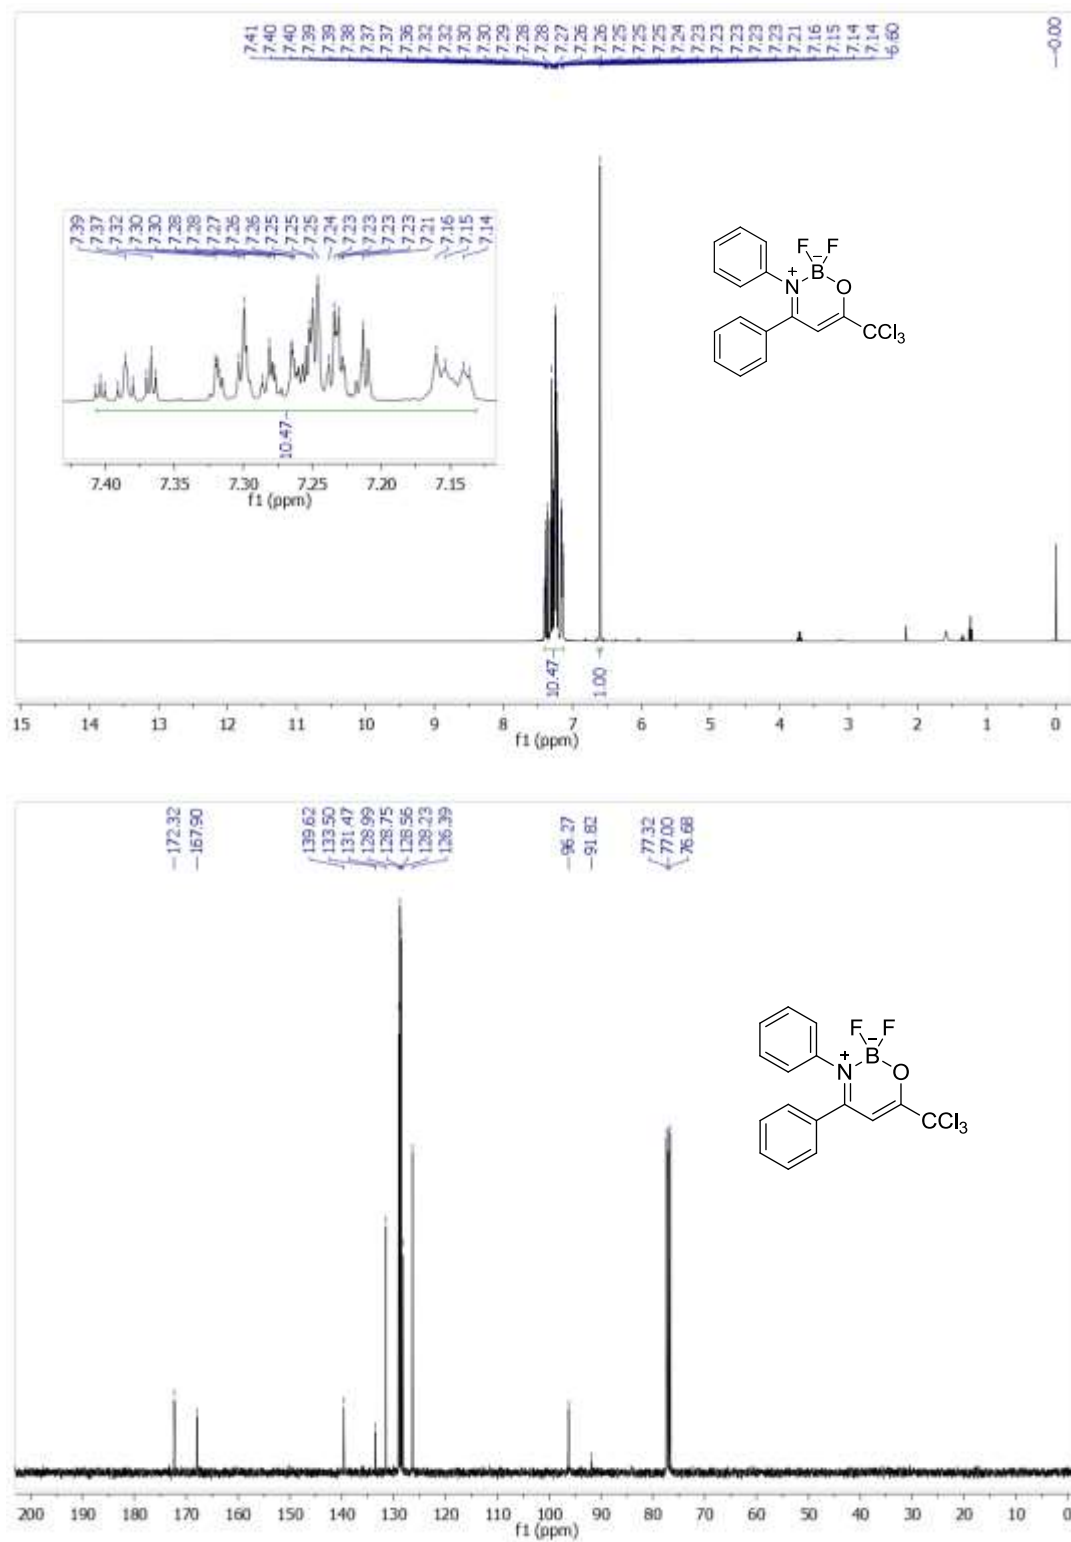 7.41 7.40 7.40 7.39 7.39 7.38 7.37 7.37 7.36 7.32 7.32 7.30 7.30 7.29 7.28 7.28 7.27 7.26 7.26 7.25 7.25 7.25 7.24 7.23 7.23 7.23 7.23 7.23 7.21 7.16 7.15 7.14 7.14 6.60 0.00
7.39 7.37 7.32 7.30 7.30 7.28 7.28 7.27 7.26 7.26 7.25 7.25 7.25 7.24 7.23 7.23 7.23 7.23 7.21 7.16 7.15 7.14
10.47
7.40 7.35 7.30 7.25 7.20 7.15
f1 (ppm)
F F
N + B − O
CCl3
10.47 1.00
15 14 13 12 11 10 9 8 7 6 5 4 3 2 1 0
f1 (ppm)
172.32 167.90 139.62 133.50 131.47 128.99 128.75 128.56 128.23 126.39 96.27 91.82 77.32 77.00 76.68
F F
N + B − O
CCl3
200 190 180 170 160 150 140 130 120 110 100 90 80 70 60 50 40 30 20 10 0
f1 (ppm)